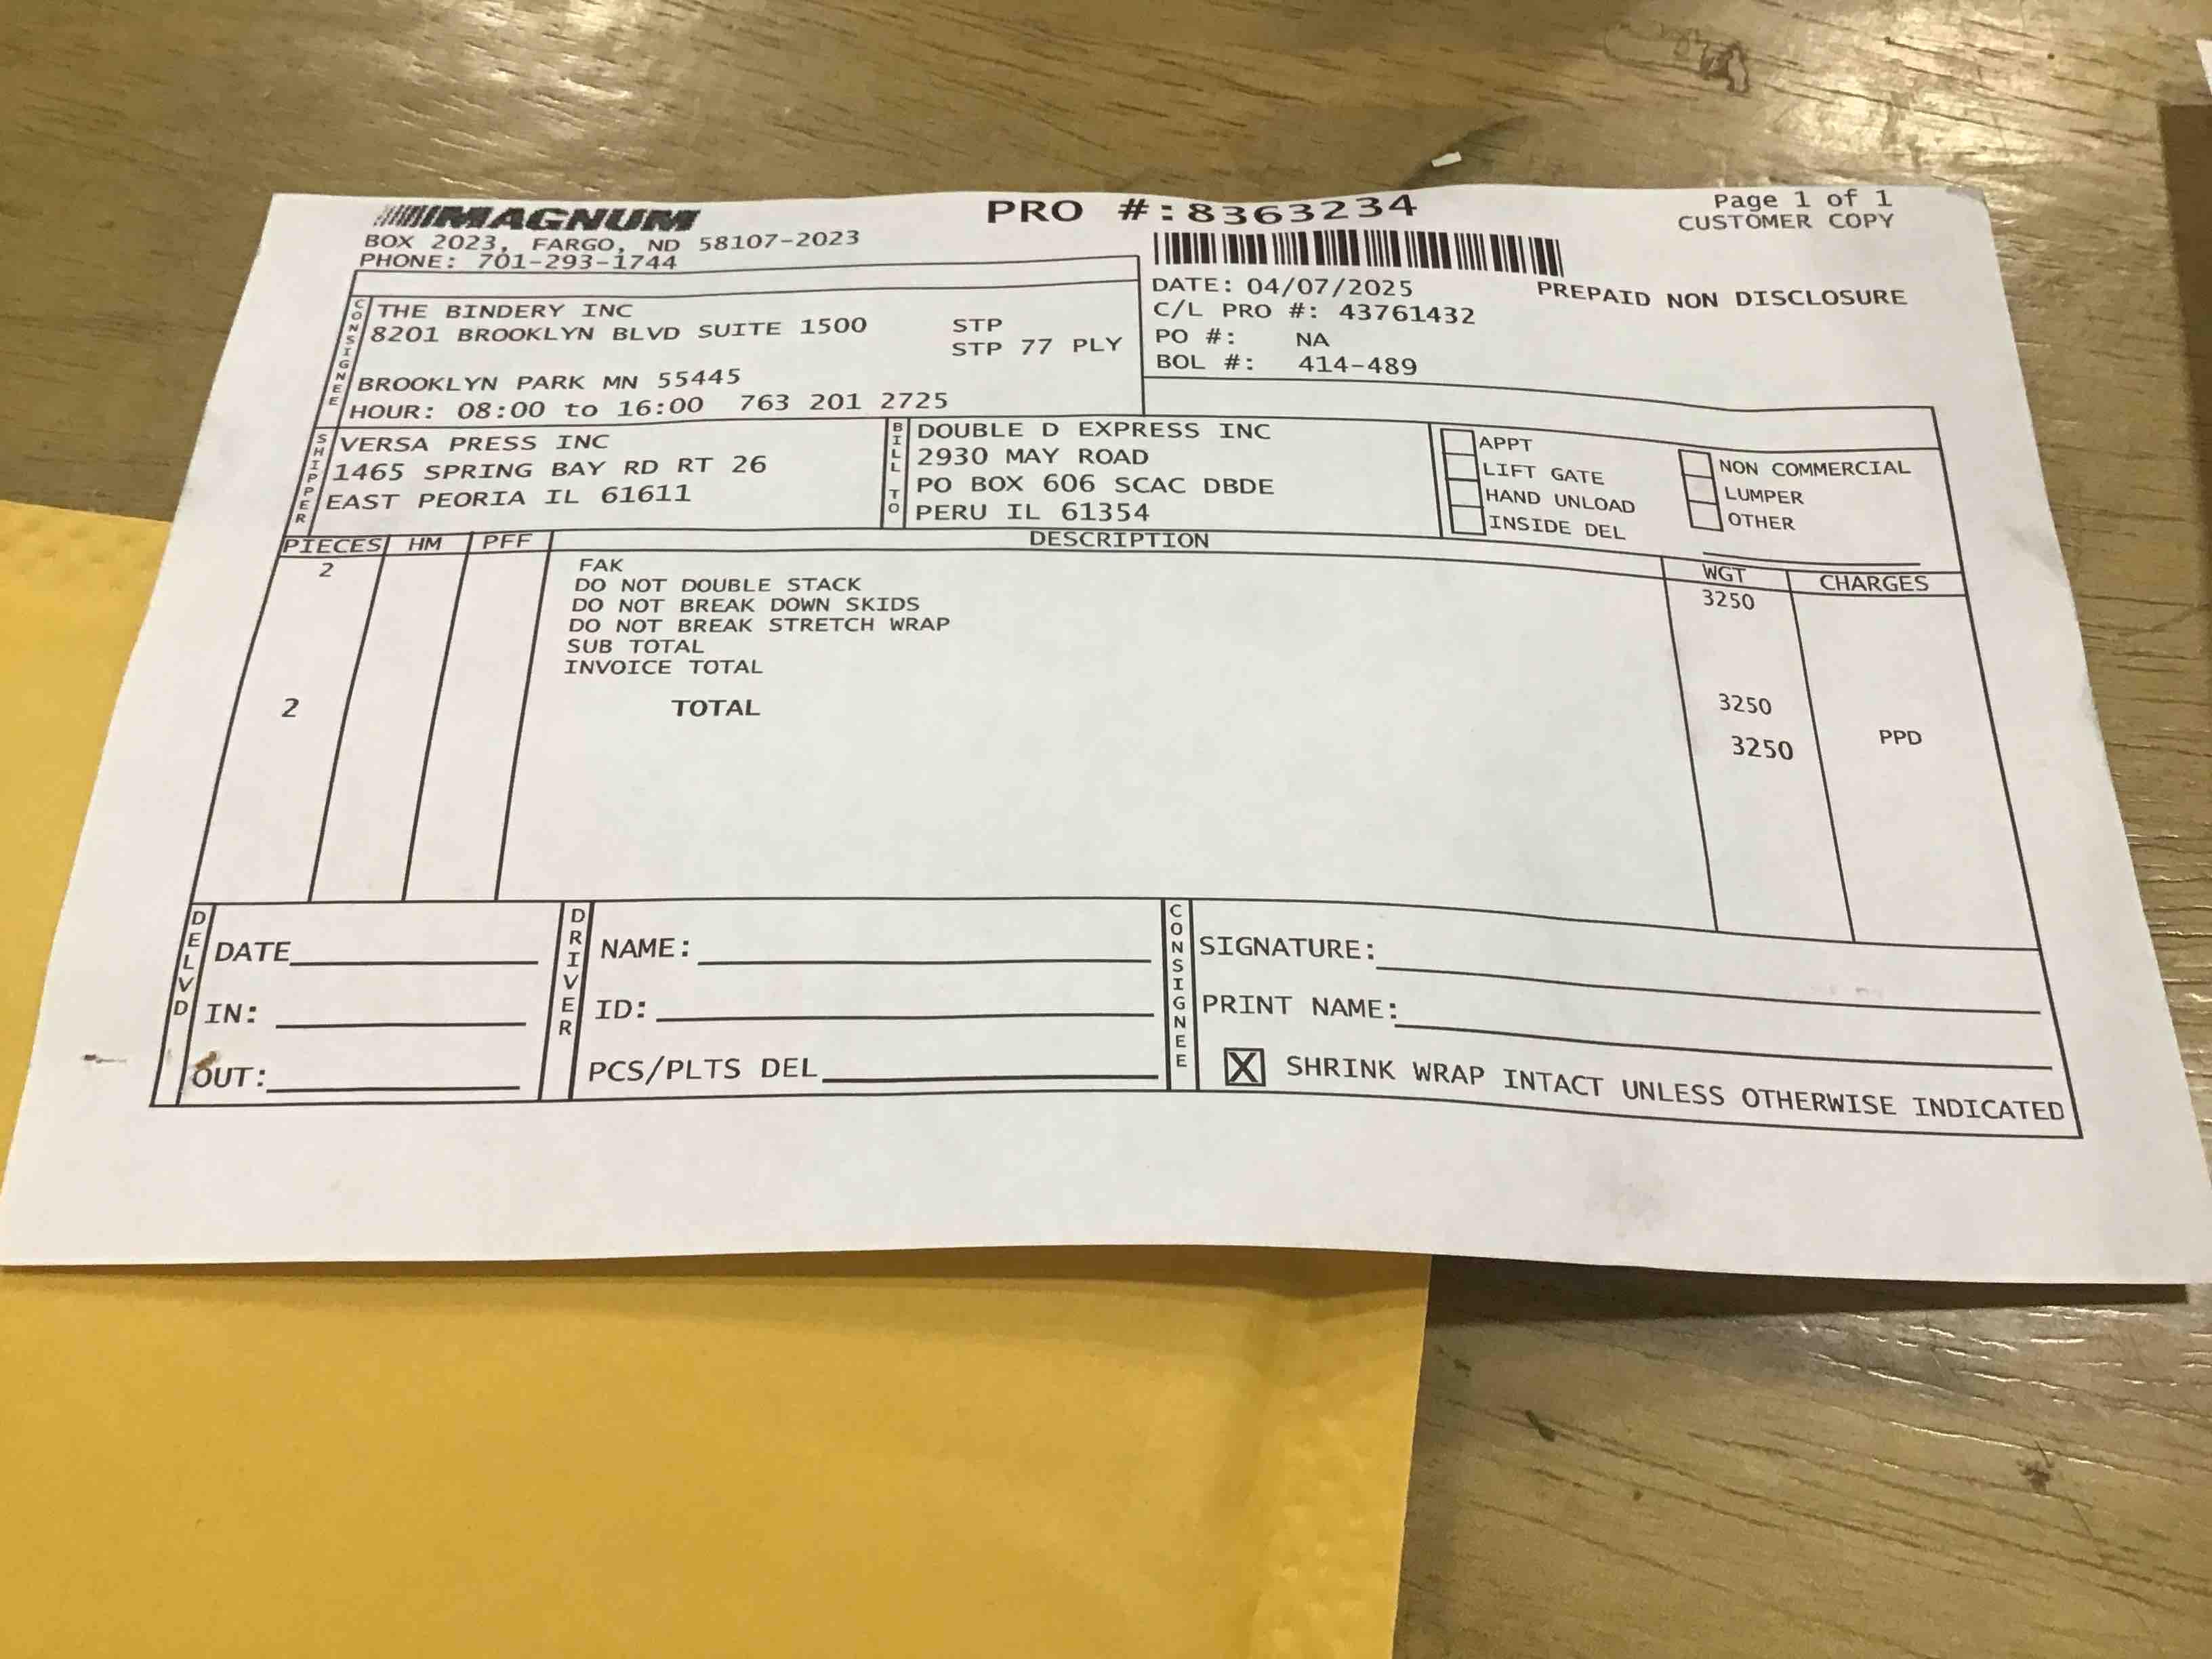 MAGNUM
BOX 2023, FARGO, ND 58107-2023
PHONE: 701-293-1744
PRO #:8363234
Page 1 of 1
CUSTOMER COPY
DATE: 04/07/2025
PREPAID NON DISCLOSURE
C/L PRO #: 43761432
PO #: NA
BOL #: 414-489
CONSIGNEE
THE BINDERY INC
8201 BROOKLYN BLVD SUITE 1500
STP
STP 77 PLY
BROOKLYN PARK MN 55445
HOUR: 08:00 to 16:00 763 201 2725
SHIPPER
VERSA PRESS INC
1465 SPRING BAY RD RT 26
EAST PEORIA IL 61611
BILL TO
DOUBLE D EXPRESS INC
2930 MAY ROAD
PO BOX 606 SCAC DBDE
PERU IL 61354
APPT
LIFT GATE
HAND UNLOAD
INSIDE DEL
NON COMMERCIAL
LUMPER
OTHER
PIECES HM PFF DESCRIPTION WGT CHARGES
2 FAK 3250
DO NOT DOUBLE STACK
DO NOT BREAK DOWN SKIDS
DO NOT BREAK STRETCH WRAP
SUB TOTAL
INVOICE TOTAL 3250
2 TOTAL 3250 PPD
DELVD
DATE
IN:
OUT:
DRIVER
NAME:
ID:
PCS/PLTS DEL
CONSIGNEE
SIGNATURE:
PRINT NAME:
X SHRINK WRAP INTACT UNLESS OTHERWISE INDICATED